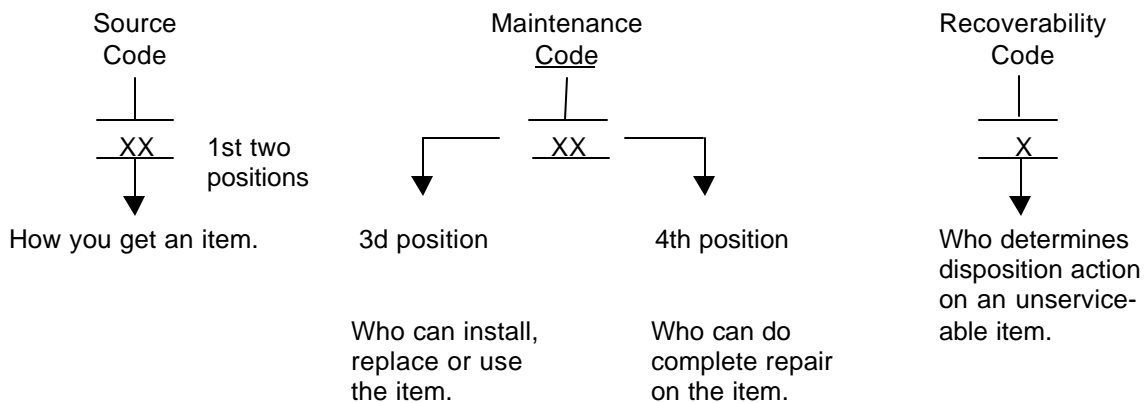 Source
Code
Maintenance
Code
Recoverability
Code
XX
1st two
positions
XX
X
How you get an item.
3d position
4th position
Who determines
disposition action
on an unservice-
able item.
Who can install,
replace or use
the item.
Who can do
complete repair
on the item.